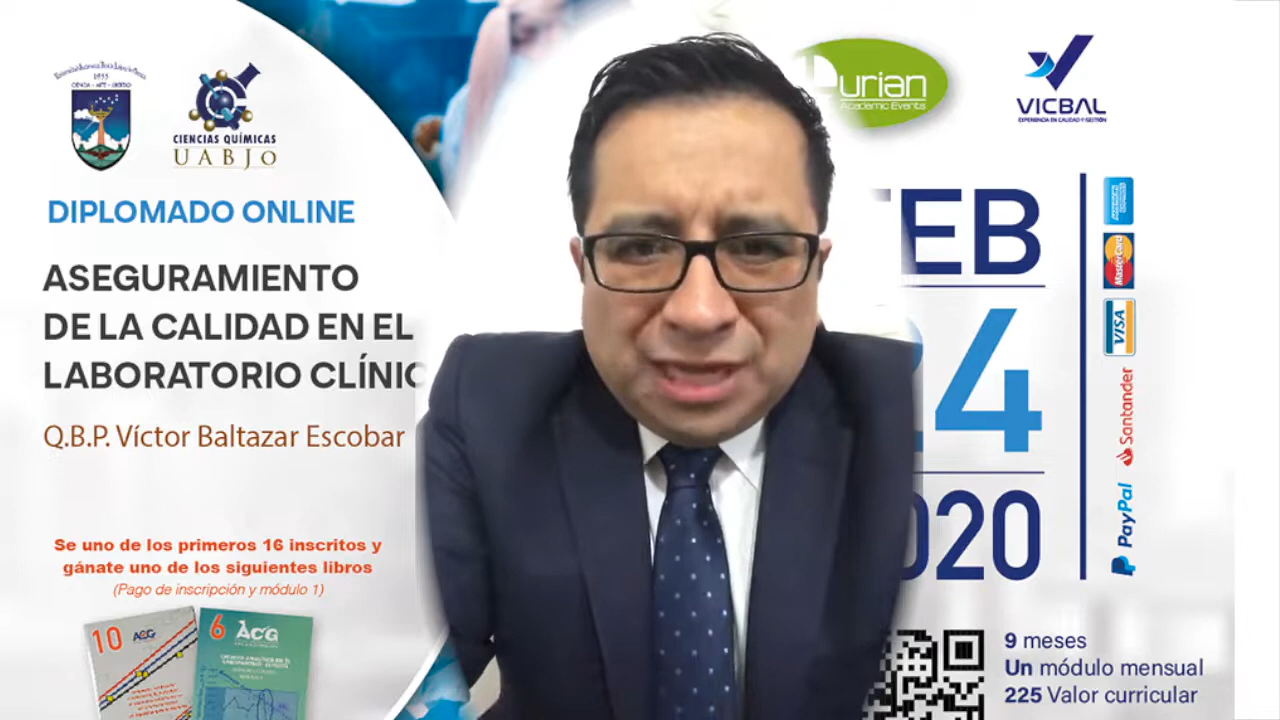 1955
CIENCIAS QUÍMICAS
UABJO
DIPLOMADO ONLINE
ASEGURAMIENTO
DE LA CALIDAD EN EL
LABORATORIO CLÍNIC
Q.B.P. Víctor Baltazar Escobar
Se uno de los primeros 16 inscritos y
gánate uno de los siguientes libros
(Pago de inscripción y módulo 1)
10
6 ACG
urian
Academic Events
VICBAL
EXPERIENCIA EN CALIDAD Y GESTIÓN
FEB
24
020
MasterCard
VISA
Santander
PayPal
9 meses
Un módulo mensual
225 Valor curricular